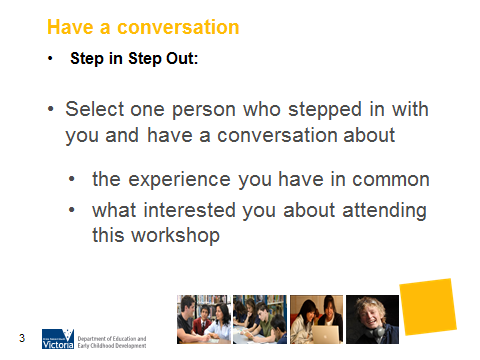 Have a conversation
• Step in Step Out:
• Select one person who stepped in with
you and have a conversation about
• the experience you have in common
• what interested you about attending
this workshop
3
Victoria
Department of Education and
Early Childhood Development